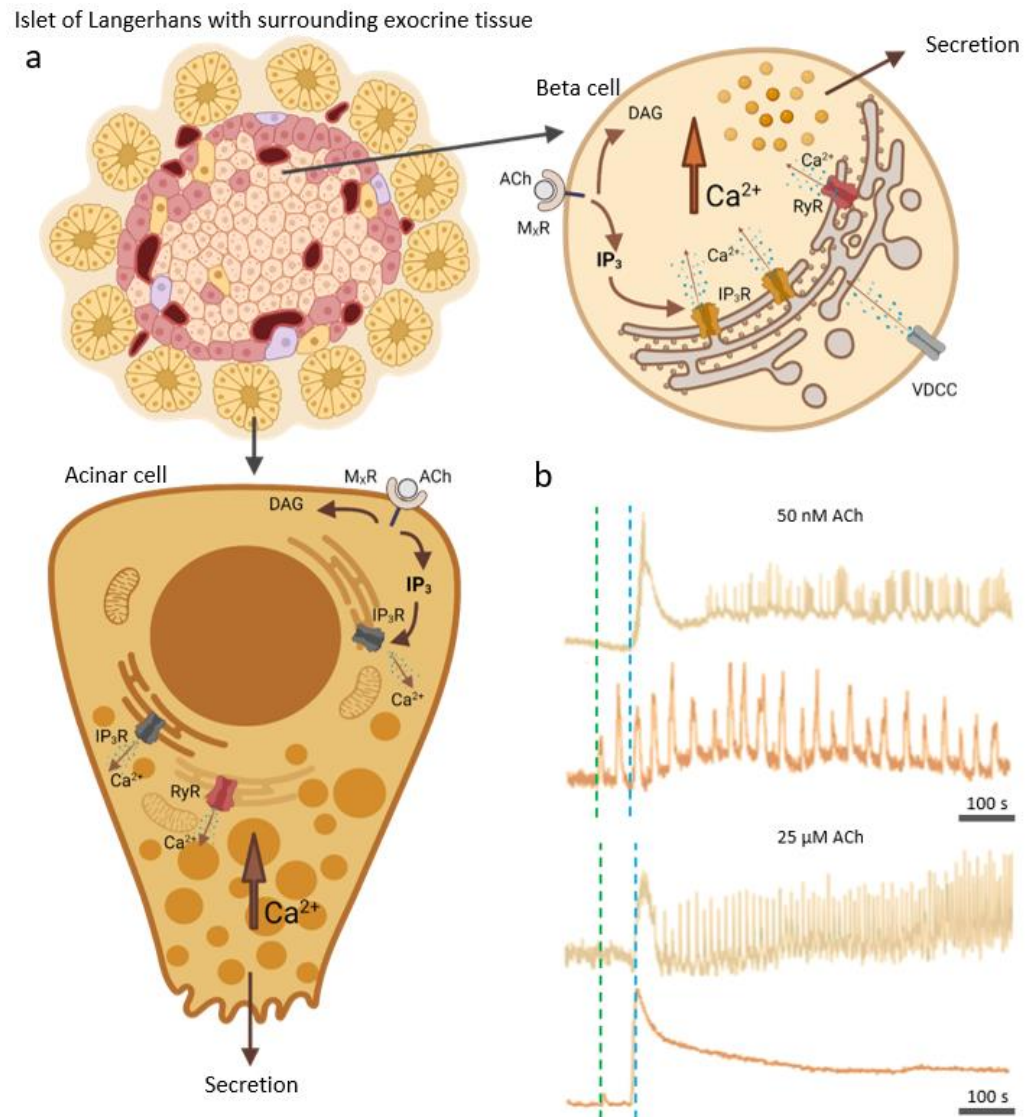 Islet of Langerhans with surrounding exocrine tissue
a
Beta cell
Secretion
DAG
ACh
MₓR
Ca²⁺
Ca²⁺
RyR
IP₃
Ca²⁺
IP₃R
VDCC
Acinar cell
MₓR
ACh
DAG
IP₃
IP₃R
Ca²⁺
IP₃R
Ca²⁺
RyR
Ca²⁺
Ca²⁺
Secretion
b
50 nM ACh
100 s
25 µM ACh
100 s